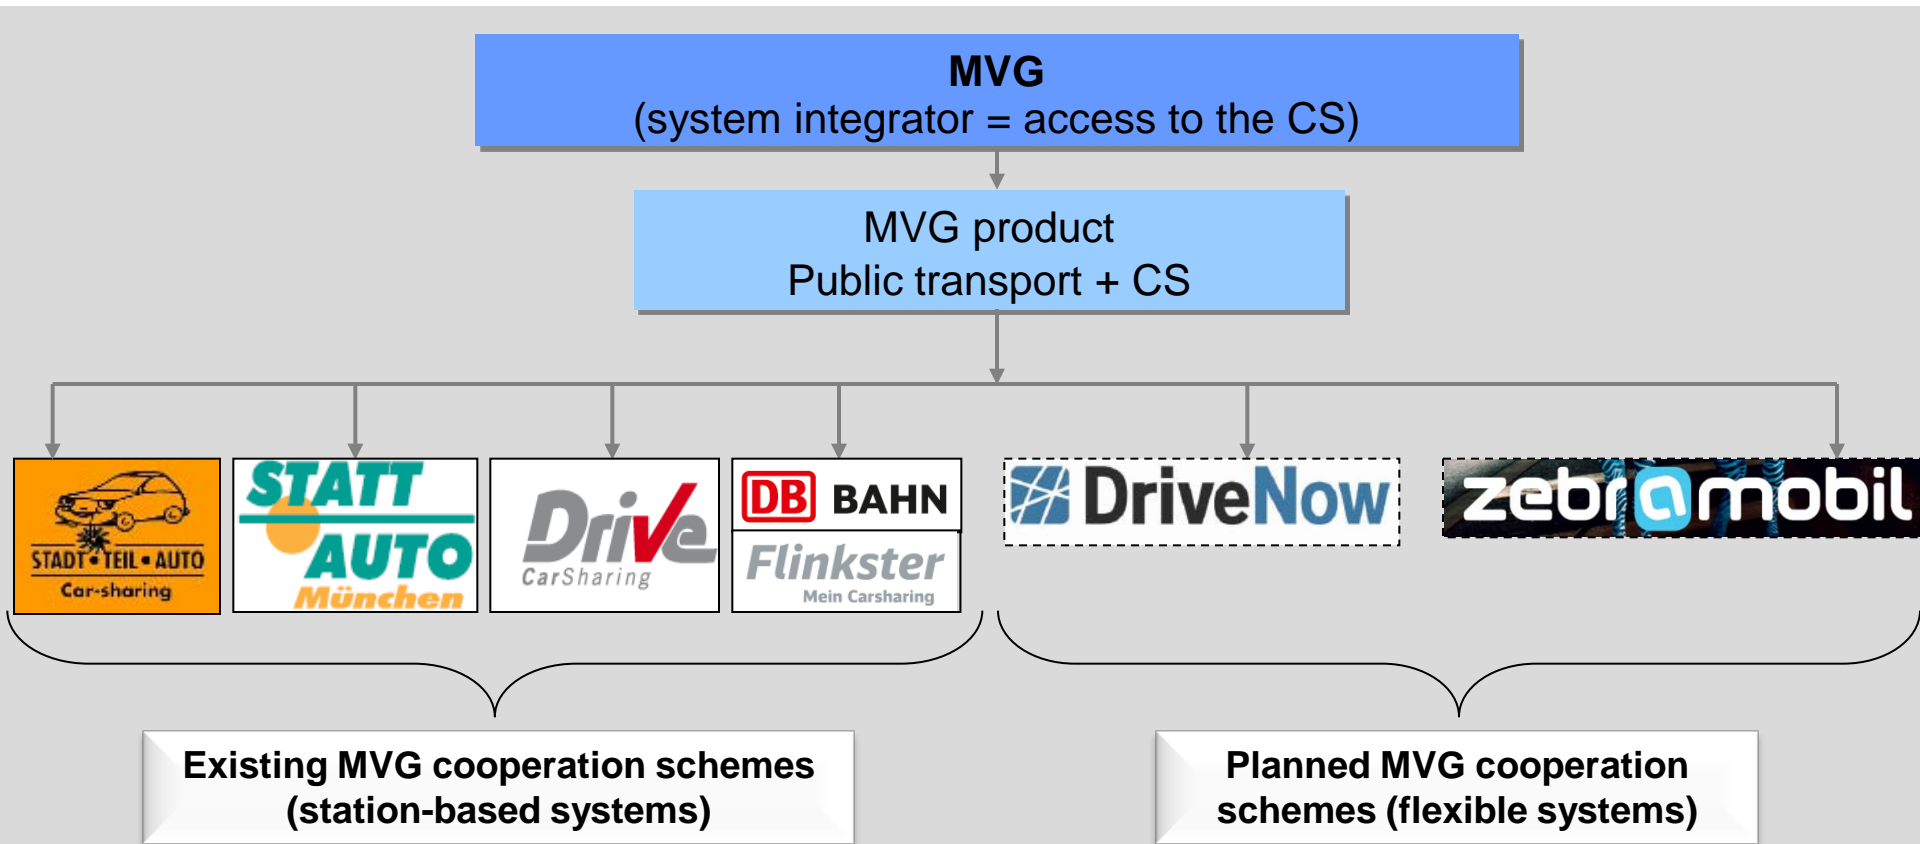 MVG
(system integrator = access to the CS)
MVG product
Public transport + CS
STADT • TEIL • AUTO
Car-sharing
STATT
AUTO
München
Drive
CarSharing
DB BAHN
Flinkster
Mein Carsharing
DriveNow
zebramobil
Existing MVG cooperation schemes
(station-based systems)
Planned MVG cooperation
schemes (flexible systems)